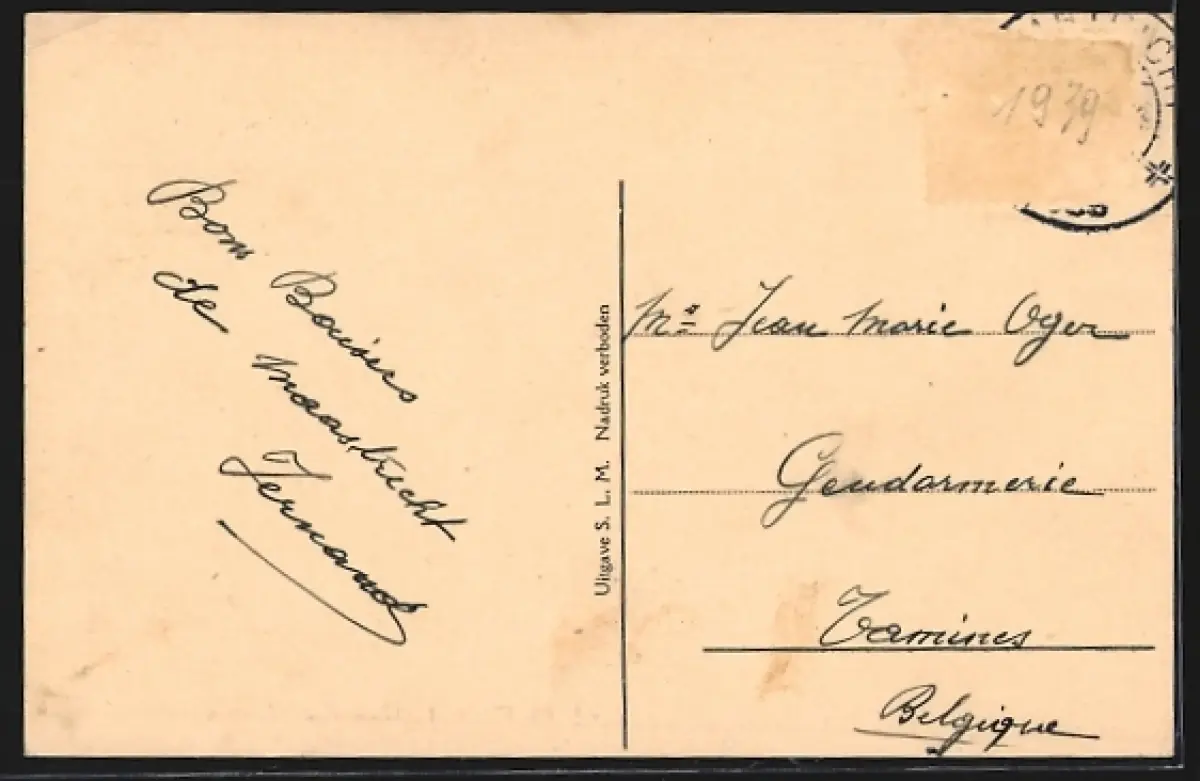 Bons Baisers
de Maastricht
Fernand
Uitgave S. L. M. Nadruk verboden
1939
Mr Jean Marie Oger
Gendarmerie
Tamines
Belgique